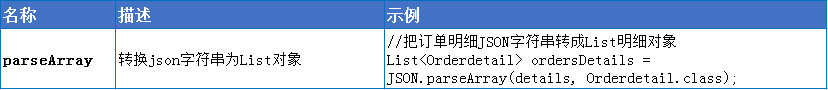 名称 描述 示例
//把订单明细JSON字符串转成List明细对象
parseArray 转换json字符串为List对象 List<Orderdetail> ordersDetails =
JSON.parseArray(details, Orderdetail.class);